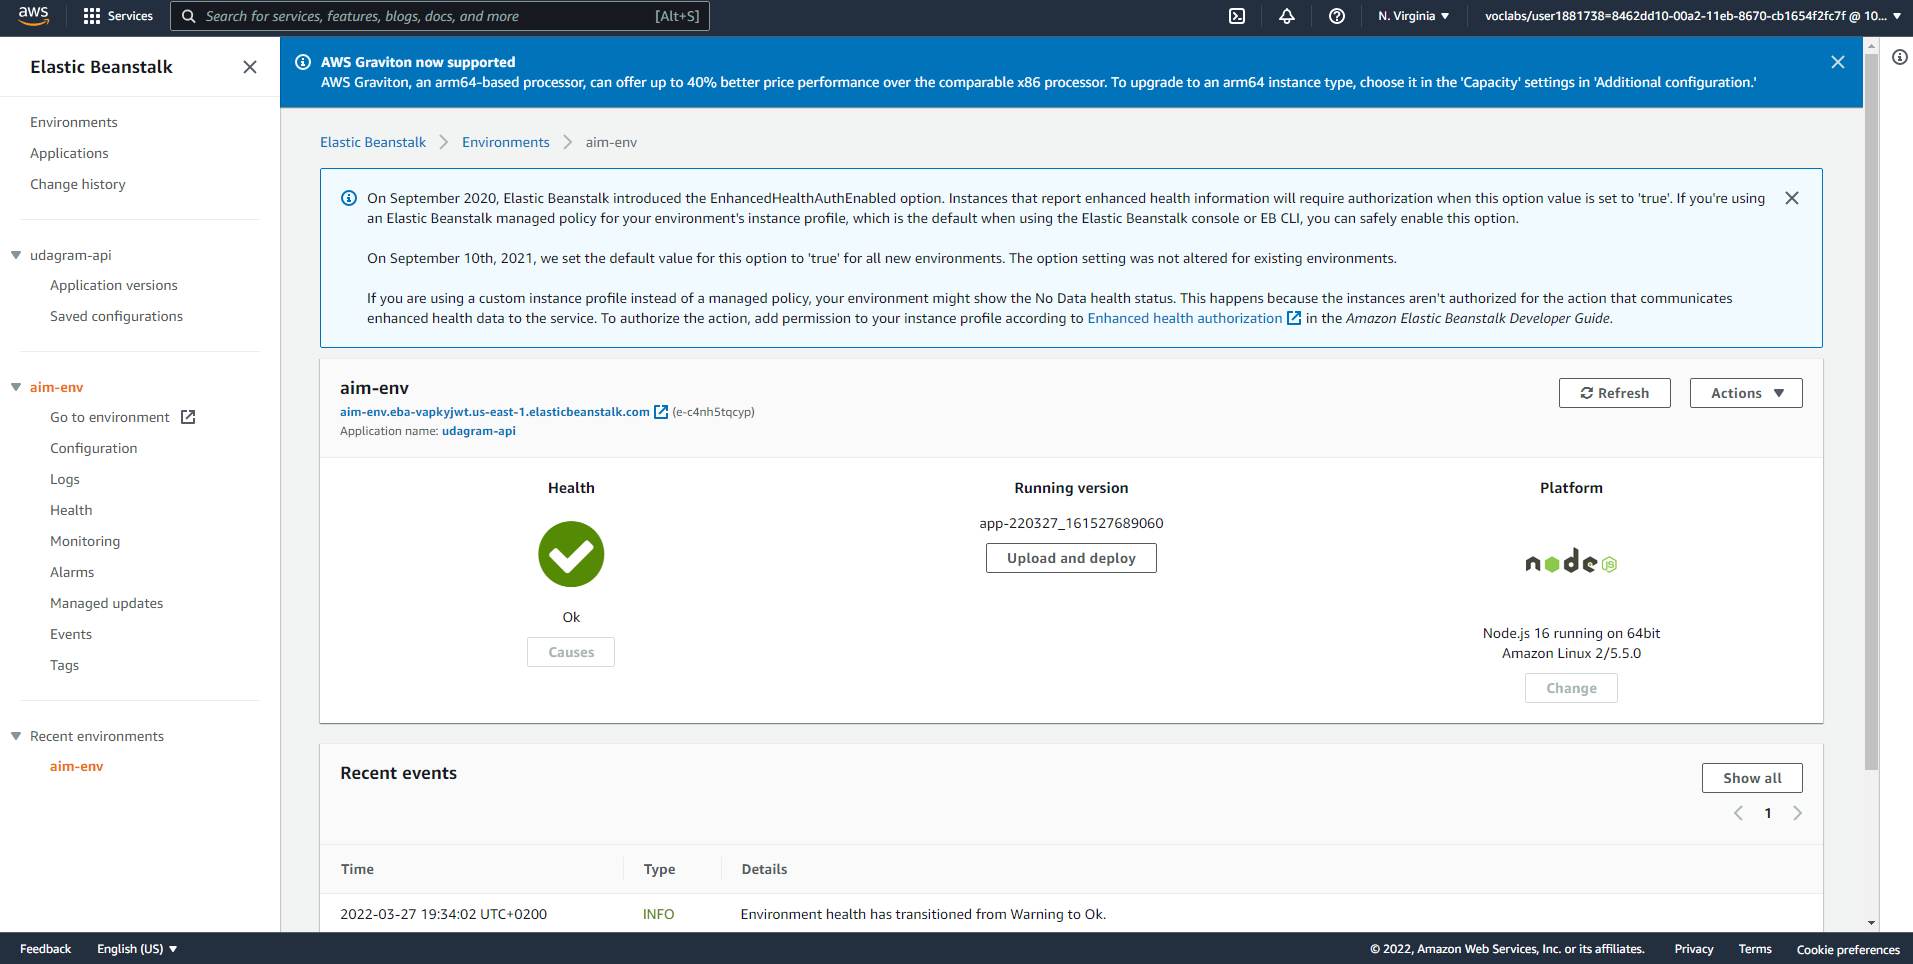 aws
Services
Search for services, features, blogs, docs, and more
[Alt+S]
N. Virginia
voclabs/user1881738=8462dd10-00a2-11eb-8670-cb1654f2fc7f @ 10...
Elastic Beanstalk
Environments
Applications
Change history
udagram-api
Application versions
Saved configurations
aim-env
Go to environment
Configuration
Logs
Health
Monitoring
Alarms
Managed updates
Events
Tags
Recent environments
aim-env
AWS Graviton now supported
AWS Graviton, an arm64-based processor, can offer up to 40% better price performance over the comparable x86 processor. To upgrade to an arm64 instance type, choose it in the 'Capacity' settings in 'Additional configuration.'
Elastic Beanstalk
Environments
aim-env
On September 2020, Elastic Beanstalk introduced the EnhancedHealthAuthEnabled option. Instances that report enhanced health information will require authorization when this option value is set to 'true'. If you're using
an Elastic Beanstalk managed policy for your environment's instance profile, which is the default when using the Elastic Beanstalk console or EB CLI, you can safely enable this option.
On September 10th, 2021, we set the default value for this option to 'true' for all new environments. The option setting was not altered for existing environments.
If you are using a custom instance profile instead of a managed policy, your environment might show the No Data health status. This happens because the instances aren't authorized for the action that communicates
enhanced health data to the service. To authorize the action, add permission to your instance profile according to Enhanced health authorization in the Amazon Elastic Beanstalk Developer Guide.
aim-env
aim-env.eba-vapkyjwt.us-east-1.elasticbeanstalk.com (e-c4nh5tqcyp)
Application name: udagram-api
Refresh
Actions
Health
Ok
Causes
Running version
app-220327_161527689060
Upload and deploy
Platform
node JS
Node.js 16 running on 64bit
Amazon Linux 2/5.5.0
Change
Recent events
Show all
1
Time
Type
Details
2022-03-27 19:34:02 UTC+0200
INFO
Environment health has transitioned from Warning to Ok.
Feedback
English (US)
© 2022, Amazon Web Services, Inc. or its affiliates.
Privacy
Terms
Cookie preferences